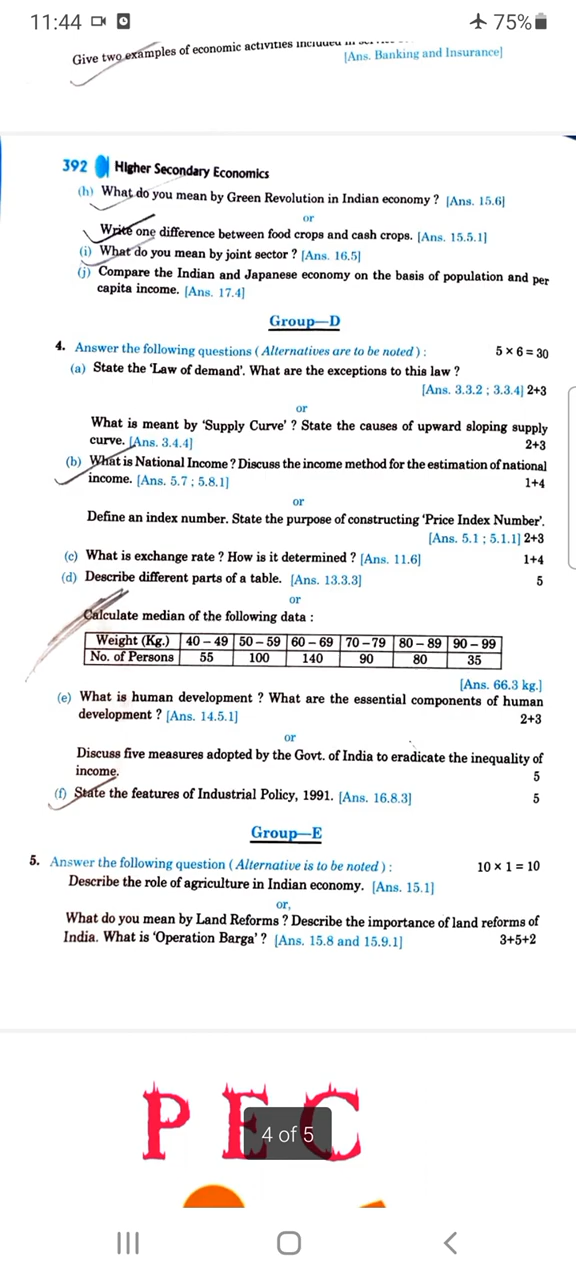 11:44 75%
Give two examples of economic activities included in
[Ans. Banking and Insurance]
392 Higher Secondary Economics
(h) What do you mean by Green Revolution in Indian economy ? [Ans. 15.6]
or
Write one difference between food crops and cash crops. [Ans. 15.5.1]
(i) What do you mean by joint sector ? [Ans. 16.5]
(j) Compare the Indian and Japanese economy on the basis of population and per
capita income. [Ans. 17.4]
Group—D
4. Answer the following questions ( Alternatives are to be noted ) : 5 × 6 = 30
(a) State the ‘Law of demand’. What are the exceptions to this law ?
[Ans. 3.3.2 ; 3.3.4] 2+3
or
What is meant by ‘Supply Curve’ ? State the causes of upward sloping supply
curve. [Ans. 3.4.4] 2+3
(b) What is National Income ? Discuss the income method for the estimation of national
income. [Ans. 5.7 ; 5.8.1] 1+4
or
Define an index number. State the purpose of constructing ‘Price Index Number’.
[Ans. 5.1 ; 5.1.1] 2+3
(c) What is exchange rate ? How is it determined ? [Ans. 11.6] 1+4
(d) Describe different parts of a table. [Ans. 13.3.3] 5
or
Calculate median of the following data :
Weight (Kg.) 40 – 49 50 – 59 60 – 69 70 – 79 80 – 89 90 – 99
No. of Persons 55 100 140 90 80 35
[Ans. 66.3 kg.]
(e) What is human development ? What are the essential components of human
development ? [Ans. 14.5.1] 2+3
or
Discuss five measures adopted by the Govt. of India to eradicate the inequality of
income. 5
(f) State the features of Industrial Policy, 1991. [Ans. 16.8.3] 5
Group—E
5. Answer the following question ( Alternative is to be noted ) : 10 × 1 = 10
Describe the role of agriculture in Indian economy. [Ans. 15.1]
or,
What do you mean by Land Reforms ? Describe the importance of land reforms of
India. What is ‘Operation Barga’ ? [Ans. 15.8 and 15.9.1] 3+5+2
PEC
4 of 5